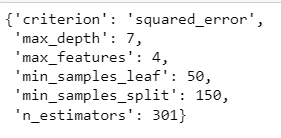 {'criterion': 'squared_error',
 'max_depth': 7,
 'max_features': 4,
 'min_samples_leaf': 50,
 'min_samples_split': 150,
 'n_estimators': 301}